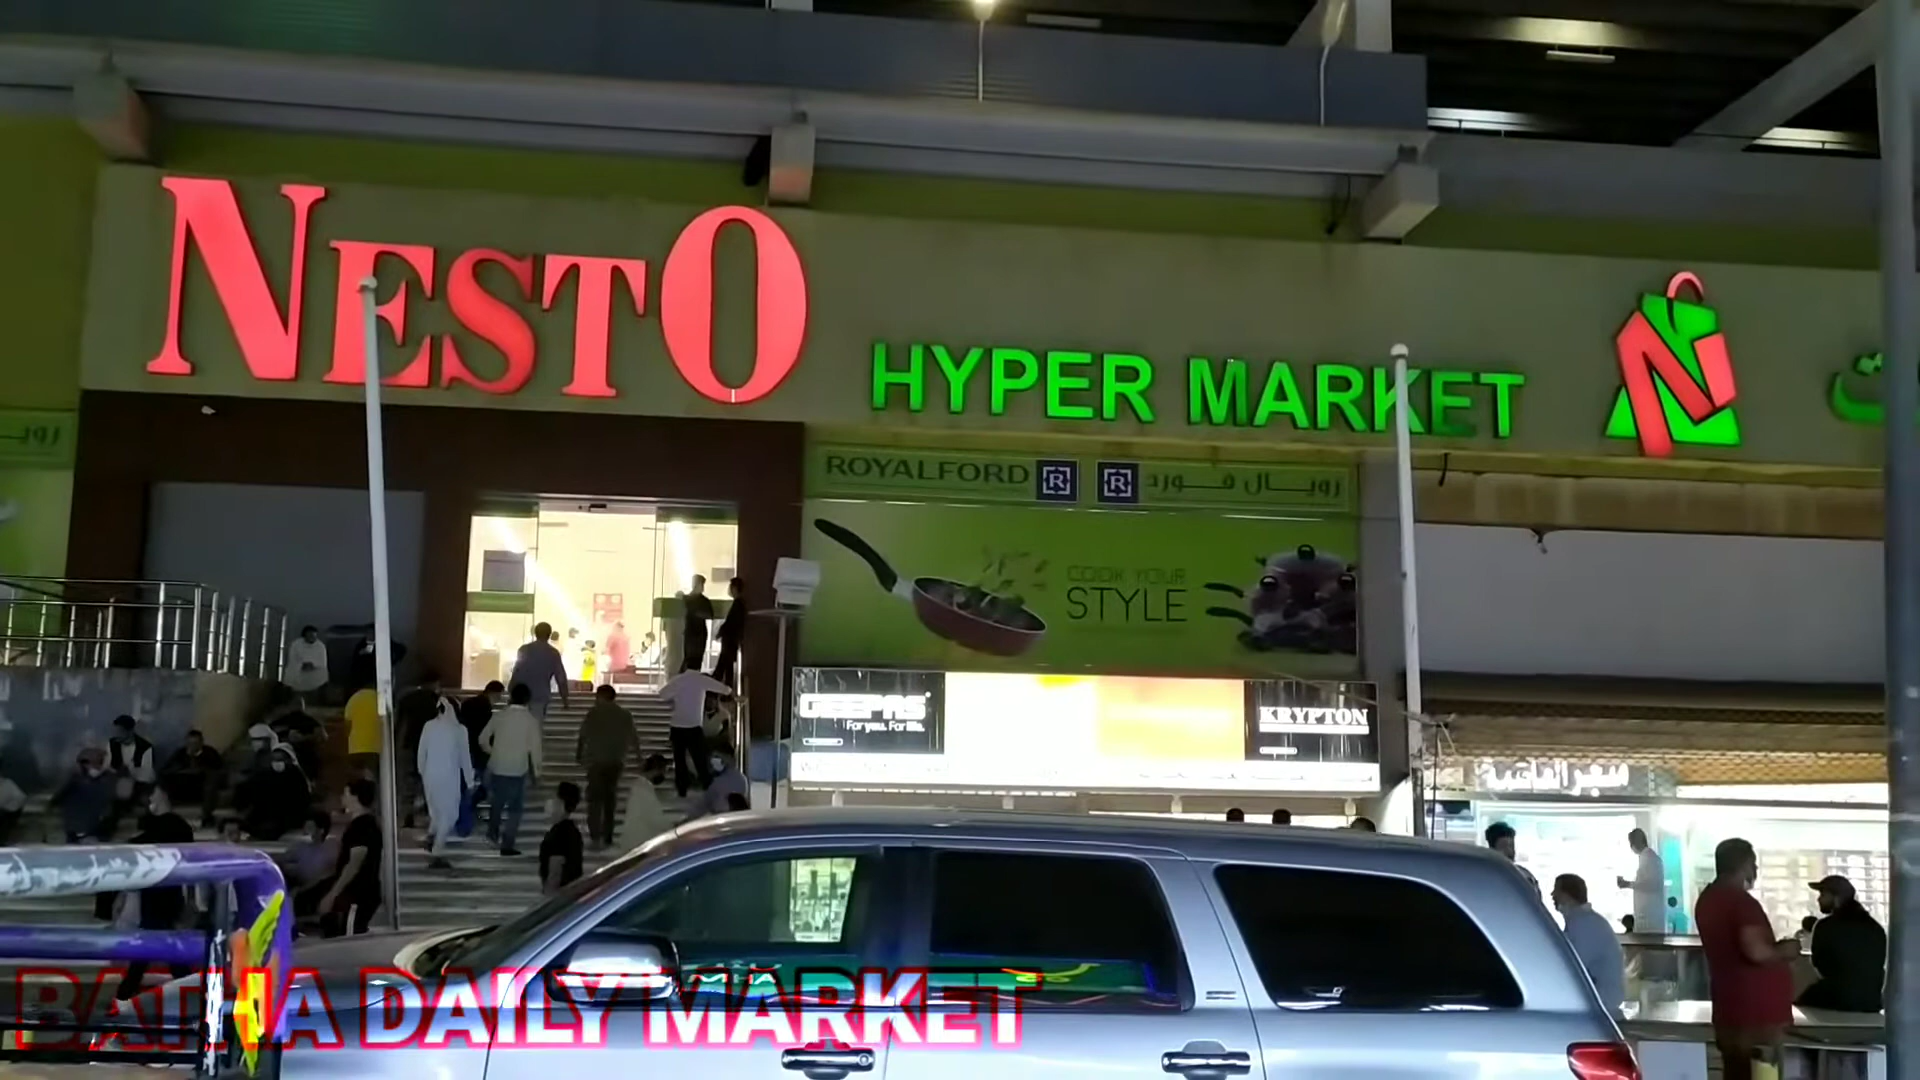 NESTO
HYPER MARKET
ROYALFORD R R رويال فورد
COOK YOUR
STYLE
GEEPAS
For you. For life.
KRYPTON
BATHA DAILY MARKET